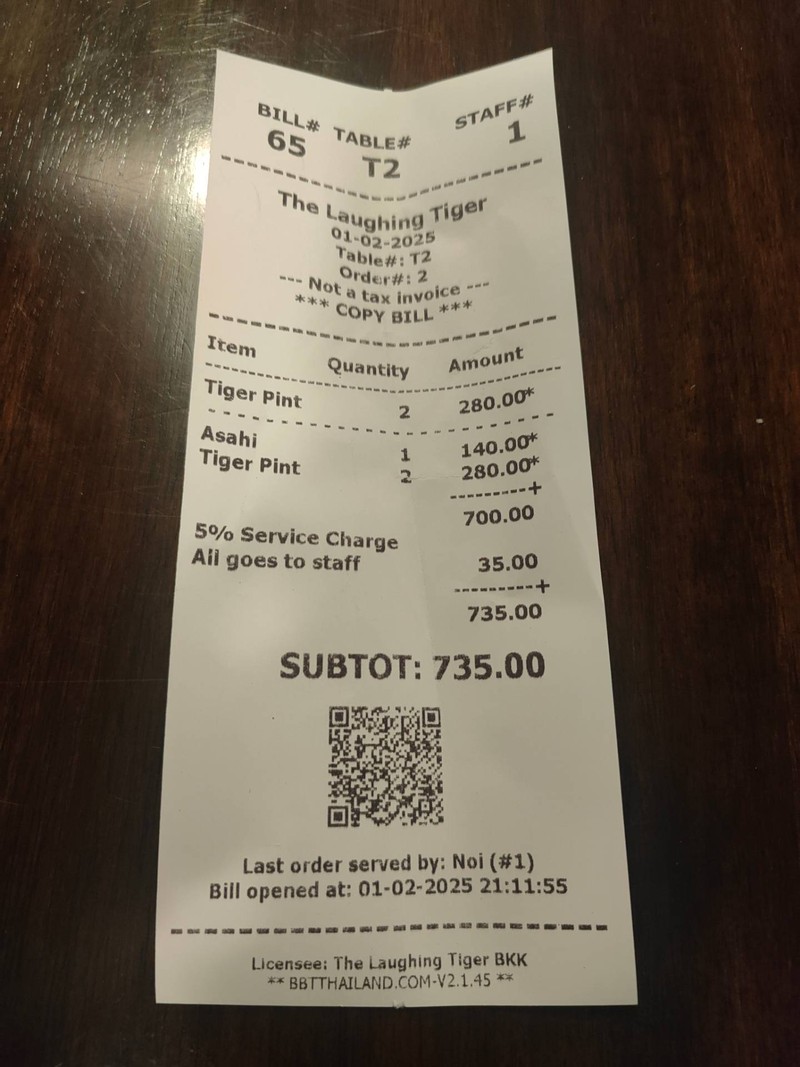 BILL# TABLE# STAFF#
65 T2 1
The Laughing Tiger
01-02-2025
Table#: T2
Order#: 2
--- Not a tax invoice ---
*** COPY BILL ***
Item Quantity Amount
Tiger Pint 2 280.00*
Asahi 1 140.00*
Tiger Pint 2 280.00*
---------+
700.00
5% Service Charge
All goes to staff 35.00
---------+
735.00
SUBTOT: 735.00
Last order served by: Noi (#1)
Bill opened at: 01-02-2025 21:11:55
Licensee: The Laughing Tiger BKK
** BBTTHAILAND.COM-V2.1.45 **